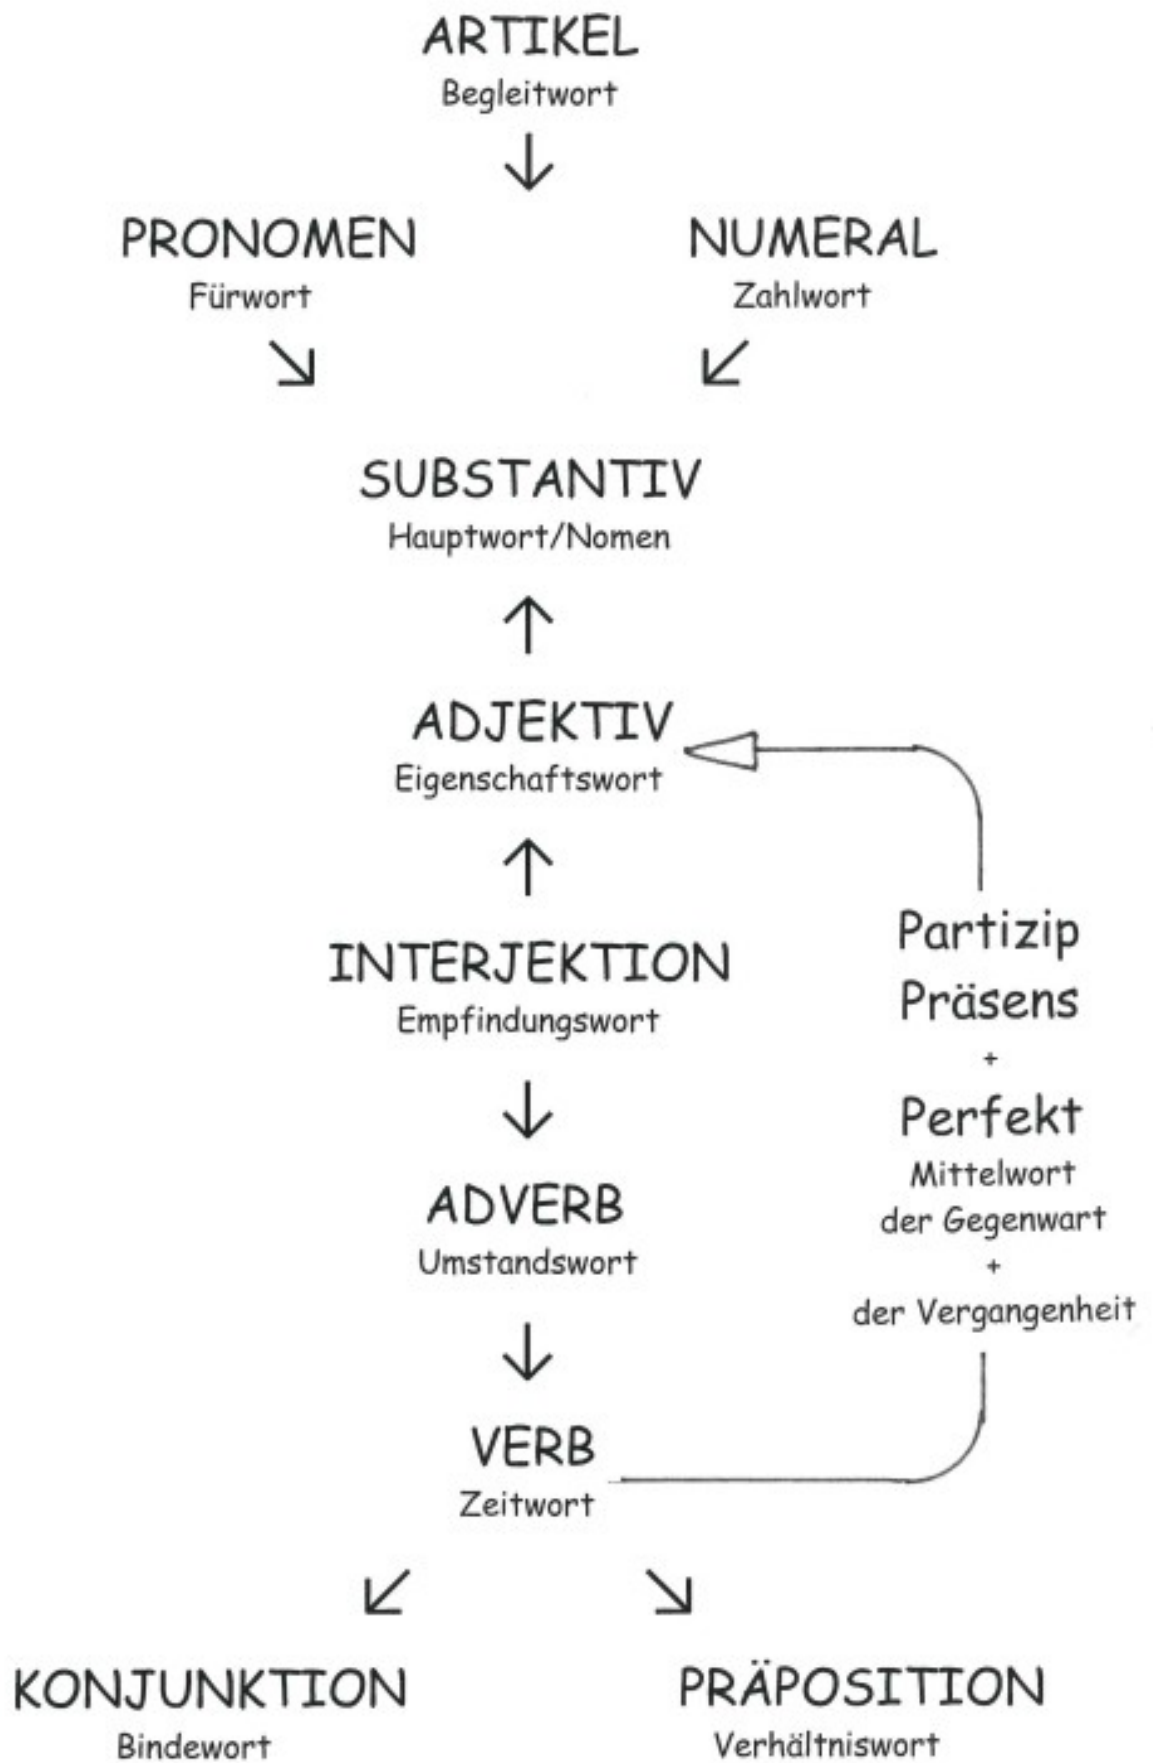 ARTIKEL
Begleitwort
PRONOMEN
NUMERAL
Fürwort
Zahlwort
SUBSTANTIV
Hauptwort/Nomen
ADJEKTIV
Eigenschaftswort
INTERJEKTION
Empfindungswort
ADVERB
Umstandswort
VERB
Zeitwort
Partizip
Präsens
+
Perfekt
Mittelwort
der Gegenwart
+
der Vergangenheit
KONJUNKTION
PRÄPOSITION
Bindewort
Verhältniswort